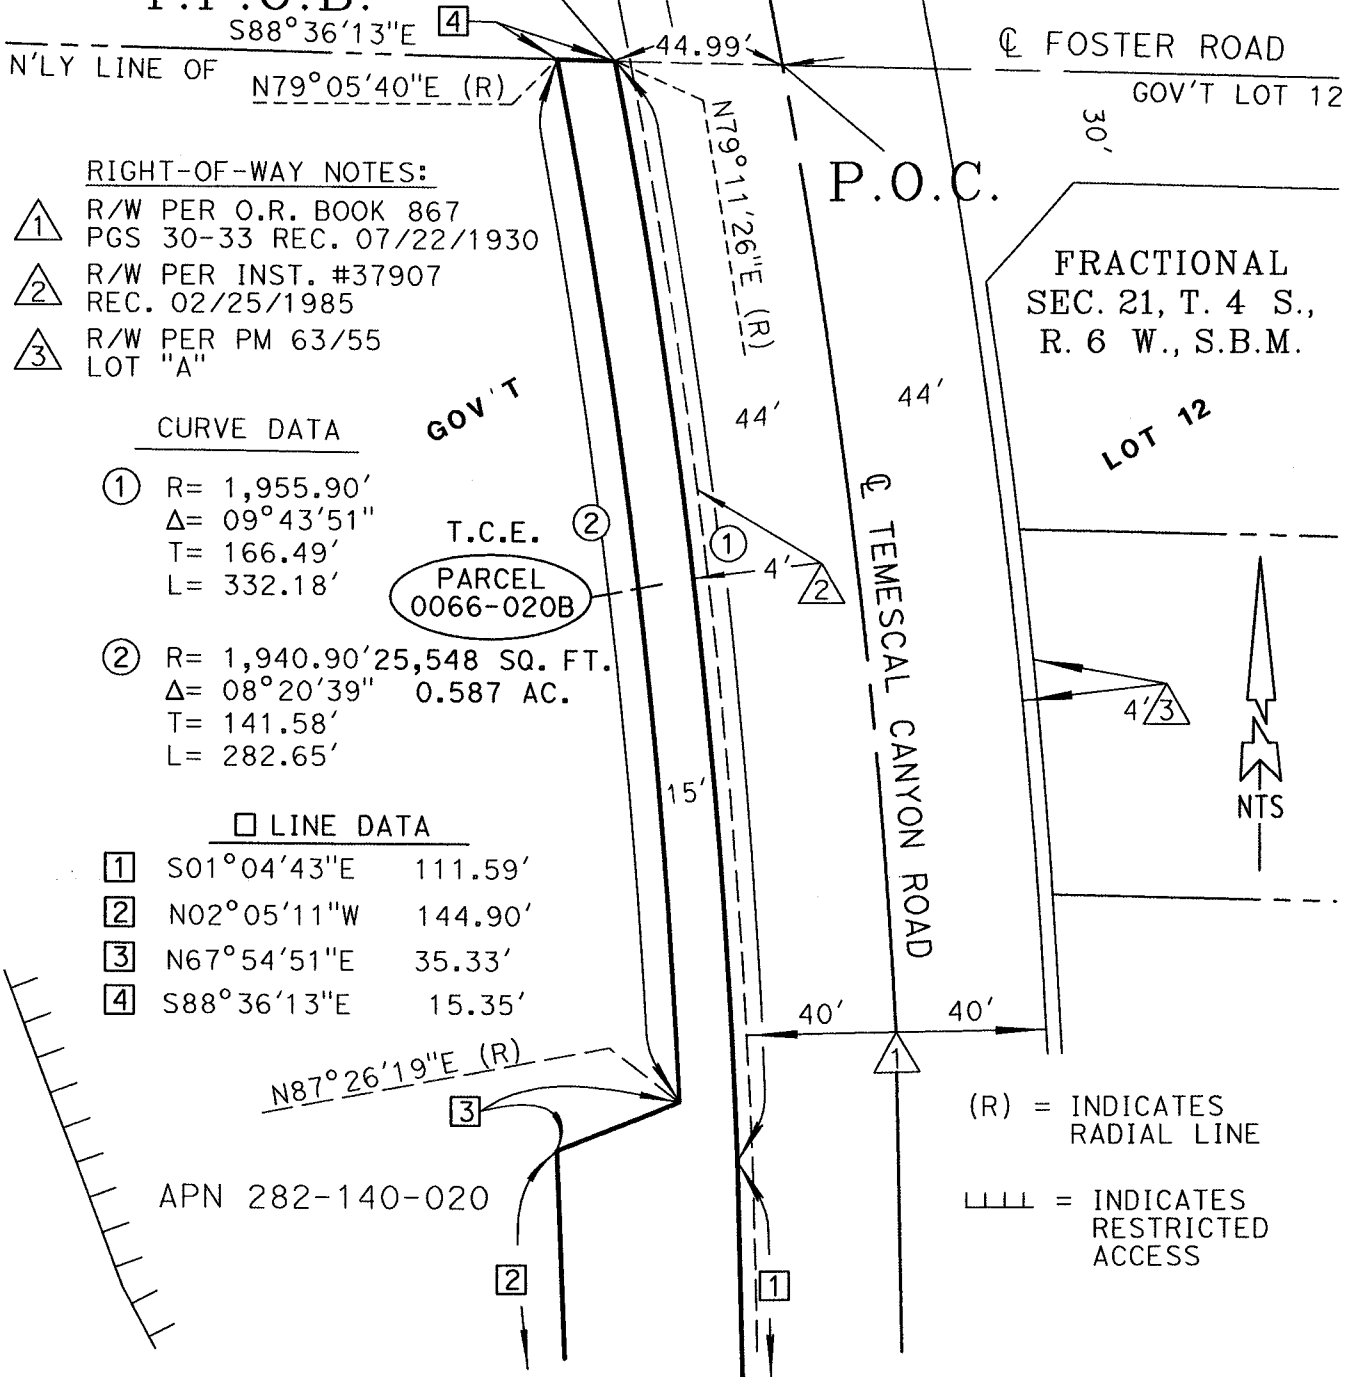 P.P.O.B.
S88°36'13"E 4
44.99'
℄ FOSTER ROAD
N'LY LINE OF
N79°05'40"E (R)
GOV'T LOT 12
30'
N79°11'26"E (R)
P.O.C.
RIGHT-OF-WAY NOTES:
1 R/W PER O.R. BOOK 867
PGS 30-33 REC. 07/22/1930
2 R/W PER INST. #37907
REC. 02/25/1985
3 R/W PER PM 63/55
LOT "A"
FRACTIONAL
SEC. 21, T. 4 S.,
R. 6 W., S.B.M.
GOV'T
44'
44'
LOT 12
CURVE DATA
1 R= 1,955.90'
Δ= 09°43'51"
T= 166.49'
L= 332.18'
T.C.E.
PARCEL
0066-020B
25,548 SQ. FT.
0.587 AC.
2
1
4'
2
2 R= 1,940.90'
Δ= 08°20'39"
T= 141.58'
L= 282.65'
℄ TEMESCAL CANYON ROAD
4' 3
15'
NTS
LINE DATA
1 S01°04'43"E 111.59'
2 N02°05'11"W 144.90'
3 N67°54'51"E 35.33'
4 S88°36'13"E 15.35'
40'
40'
1
N87°26'19"E (R)
3
(R) = INDICATES
RADIAL LINE
APN 282-140-020
= INDICATES
RESTRICTED
ACCESS
2
1